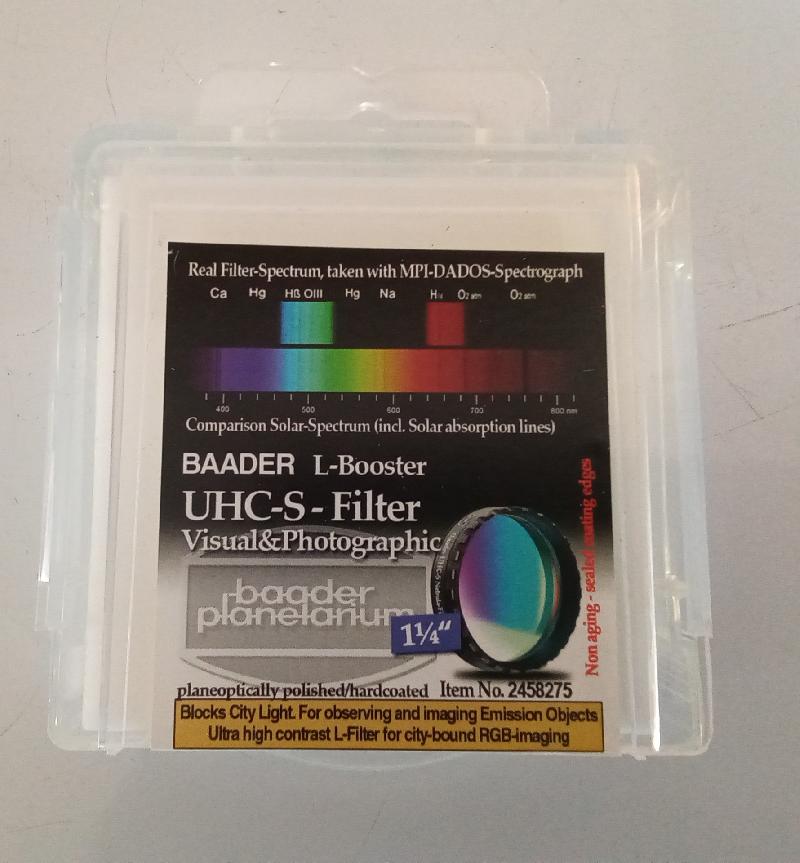 Real Filter-Spectrum, taken with MPI-DADOS-Spectrograph
Ca Hg Hß OIII Hg Na O₂ atm O₂ atm
400 500 600 700 800 nm
Comparison Solar-Spectrum (incl. Solar absorption lines)
BAADER L-Booster
UHC-S - Filter
Visual&Photographic
baader
planetarium
1¼"
Non aging - sealed coating edges
planeoptically polished/hardcoated Item No. 2458275
Blocks City Light. For observing and imaging Emission Objects
Ultra high contrast L-Filter for city-bound RGB-imaging